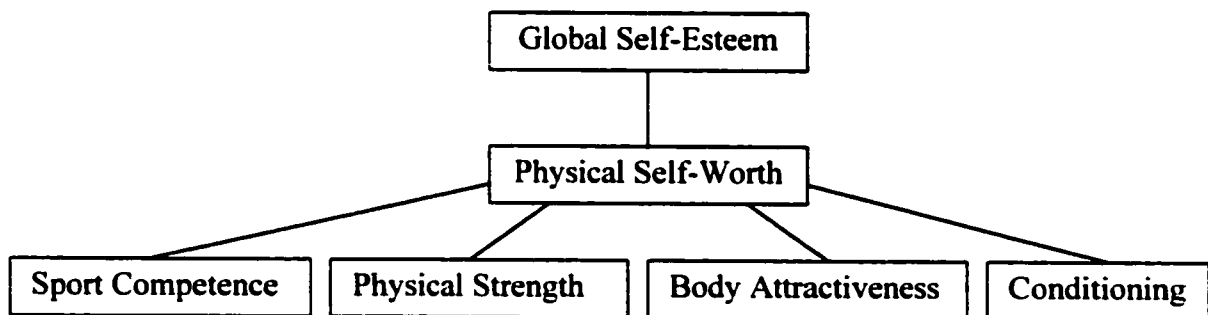 Global Self-Esteem
Physical Self-Worth
Sport Competence
Physical Strength
Body Attractiveness
Conditioning